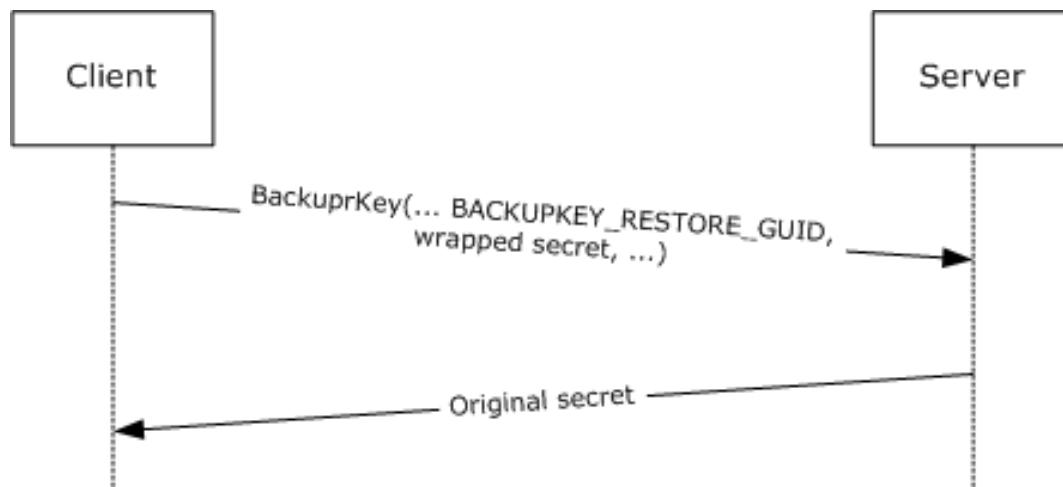 Client
Server
BackuprKey(... BACKUPKEY_RESTORE_GUID,
wrapped secret, ...)
Original secret